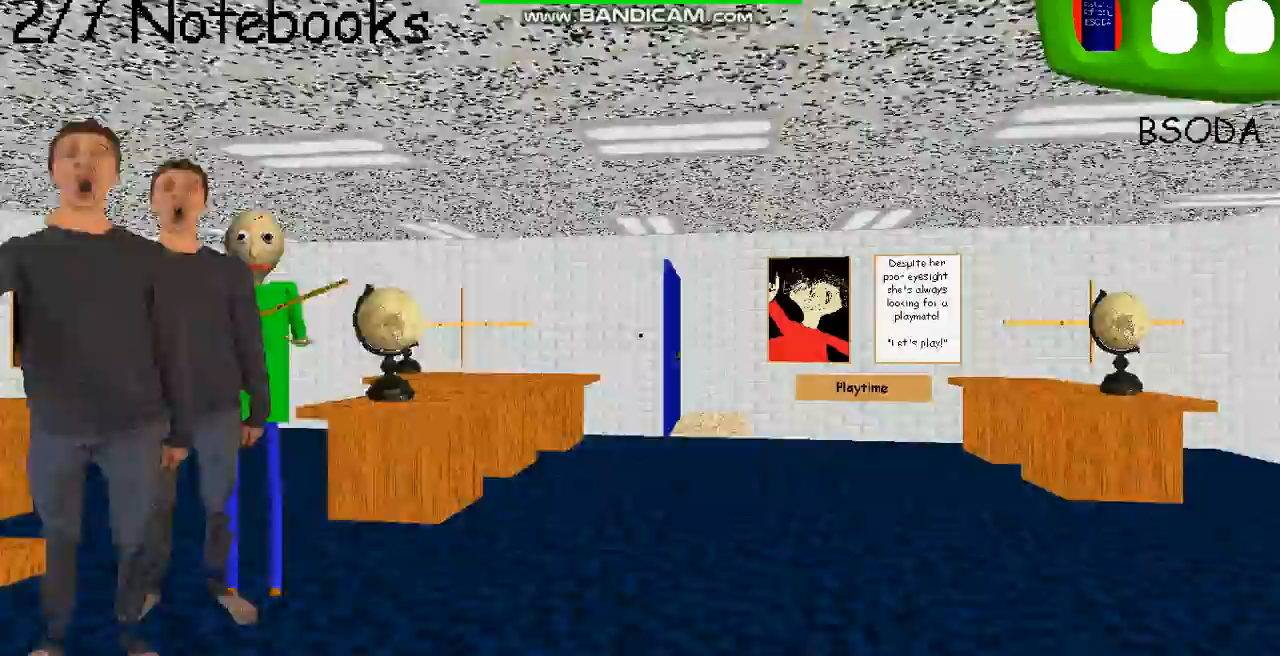 2/7 Notebooks
www.BANDICAM.com
BSODA
BSODA
Despite her
poor eyesight
she's always
looking for a
playmate!
"Let's play!"
Playtime